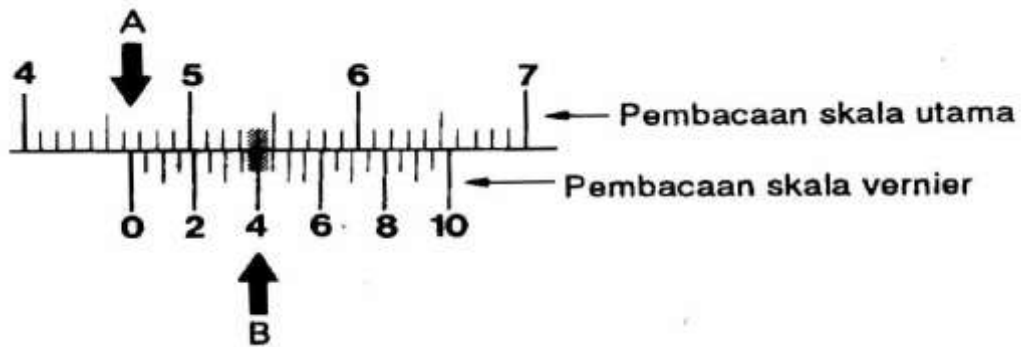 A
4 5 6 7
Pembacaan skala utama
Pembacaan skala vernier
0 2 4 6 8 10
B